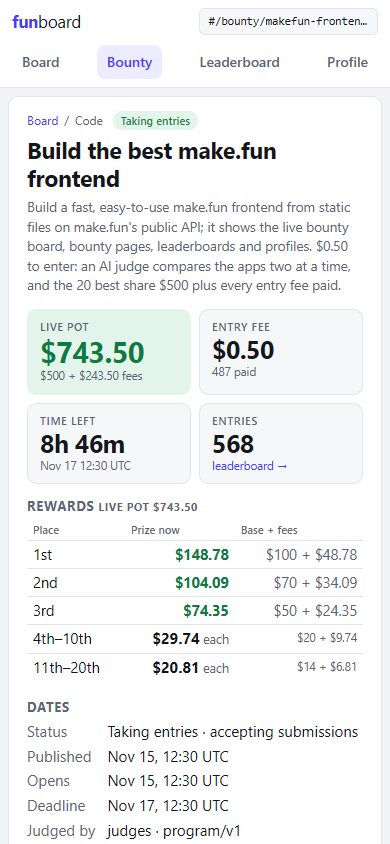 funboard
#/bounty/makefun-fronten…
Board Bounty Leaderboard Profile
Board / Code Taking entries
Build the best make.fun
frontend
Build a fast, easy-to-use make.fun frontend from static
files on make.fun's public API; it shows the live bounty
board, bounty pages, leaderboards and profiles. $0.50
to enter: an AI judge compares the apps two at a time,
and the 20 best share $500 plus every entry fee paid.
LIVE POT
$743.50
$500 + $243.50 fees
ENTRY FEE
$0.50
487 paid
TIME LEFT
8h 46m
Nov 17 12:30 UTC
ENTRIES
568
leaderboard →
REWARDS LIVE POT $743.50
Place Prize now Base + fees
1st $148.78 $100 + $48.78
2nd $104.09 $70 + $34.09
3rd $74.35 $50 + $24.35
4th–10th $29.74 each $20 + $9.74
11th–20th $20.81 each $14 + $6.81
DATES
Status Taking entries · accepting submissions
Published Nov 15, 12:30 UTC
Opens Nov 15, 12:30 UTC
Deadline Nov 17, 12:30 UTC
Judged by judges · program/v1